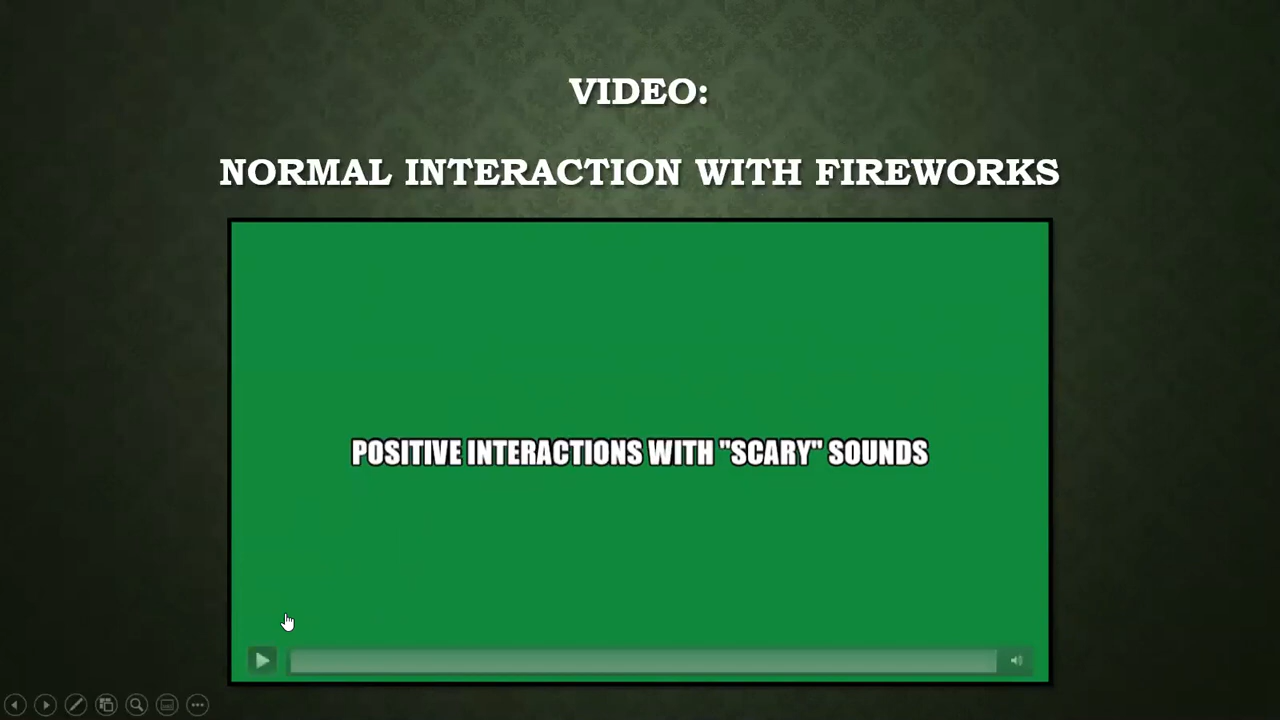 VIDEO:
NORMAL INTERACTION WITH FIREWORKS
POSITIVE INTERACTIONS WITH "SCARY" SOUNDS